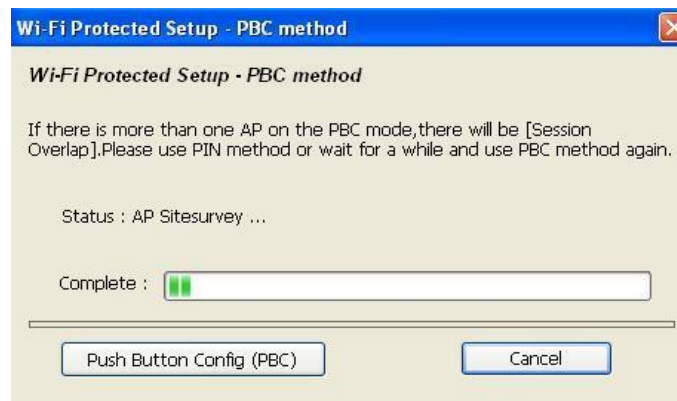 Wi-Fi Protected Setup - PBC method
Wi-Fi Protected Setup - PBC method
If there is more than one AP on the PBC mode,there will be [Session
Overlap].Please use PIN method or wait for a while and use PBC method again.
Status : AP Sitesurvey ...
Complete :
Push Button Config (PBC)
Cancel